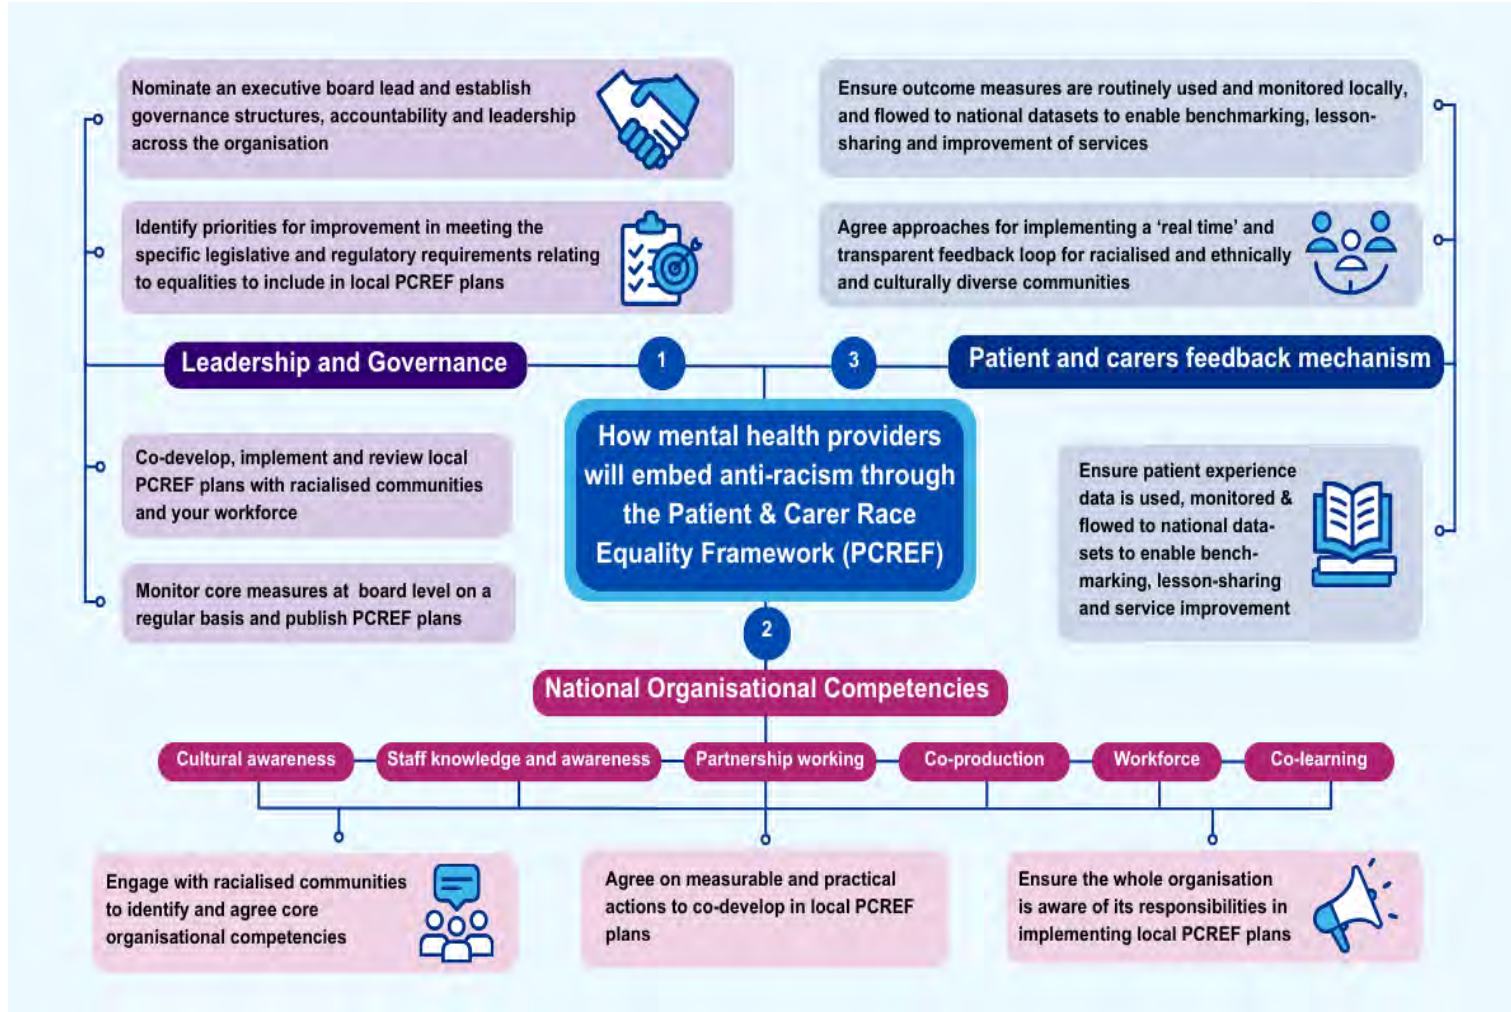 Nominate an executive board lead and establish
governance structures, accountability and leadership
across the organisation
Identify priorities for improvement in meeting the
specific legislative and regulatory requirements relating
to equalities to include in local PCREF plans
Leadership and Governance
1
Co-develop, implement and review local
PCREF plans with racialised communities
and your workforce
Monitor core measures at board level on a
regular basis and publish PCREF plans
Ensure outcome measures are routinely used and monitored locally,
and flowed to national datasets to enable benchmarking, lesson-
sharing and improvement of services
Agree approaches for implementing a ‘real time’ and
transparent feedback loop for racialised and ethnically
and culturally diverse communities
3
Patient and carers feedback mechanism
Ensure patient experience
data is used, monitored &
flowed to national data-
sets to enable bench-
marking, lesson-sharing
and service improvement
How mental health providers
will embed anti-racism through
the Patient & Carer Race
Equality Framework (PCREF)
2
National Organisational Competencies
Cultural awareness
Staff knowledge and awareness
Partnership working
Co-production
Workforce
Co-learning
Engage with racialised communities
to identify and agree core
organisational competencies
Agree on measurable and practical
actions to co-develop in local PCREF
plans
Ensure the whole organisation
is aware of its responsibilities in
implementing local PCREF plans